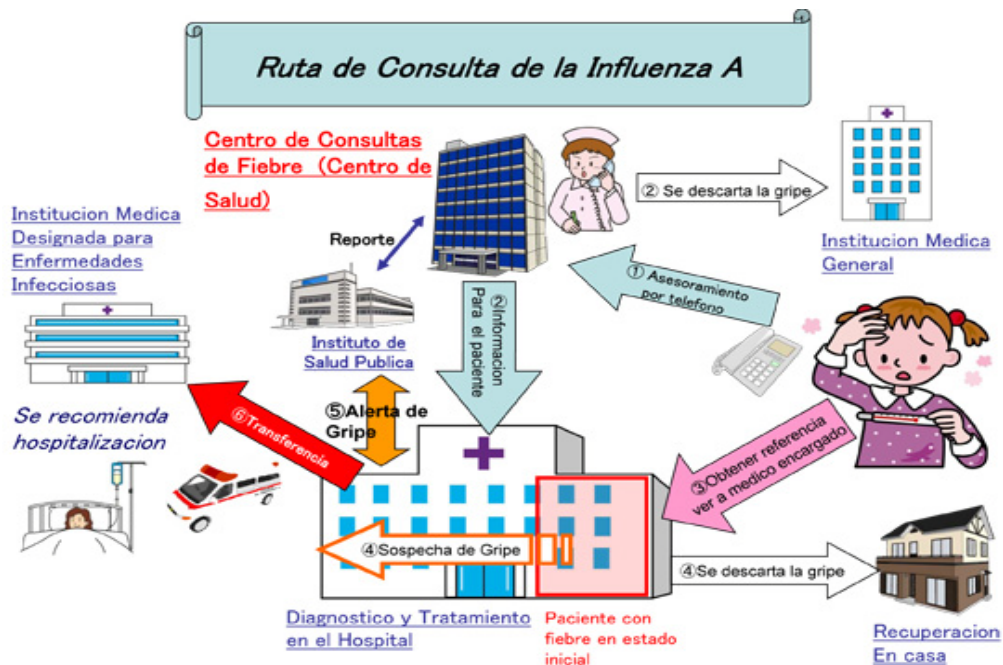 Ruta de Consulta de la Influenza A
Centro de Consultas
de Fiebre (Centro de
Salud)
② Se descarta la gripe
Institucion Medica
General
Institucion Medica
Designada para
Enfermedades
Infecciosas
Reporte
① Asesoramiento
por telefono
Instituto de
Salud Publica
②Informacion
Para el paciente
Se recomienda
hospitalizacion
⑥Transferencia
⑤Alerta de
Gripe
③Obtener referencia
ver a medico encargado
④Sospecha de Gripe
④Se descarta la gripe
Diagnostico y Tratamiento
en el Hospital
Paciente con
fiebre en estado
inicial
Recuperacion
En casa